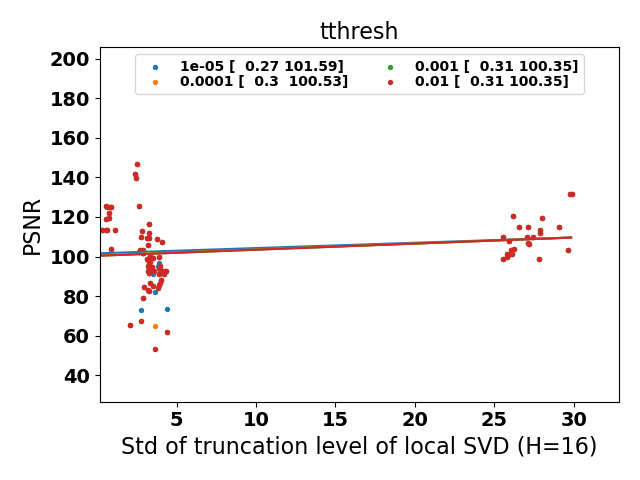 tthresh
1e-05 [  0.27 101.59]
0.0001 [  0.3  100.53]
0.001 [  0.31 100.35]
0.01 [  0.31 100.35]
PSNR
200
180
160
140
120
100
80
60
40
5 10 15 20 25 30
Std of truncation level of local SVD (H=16)